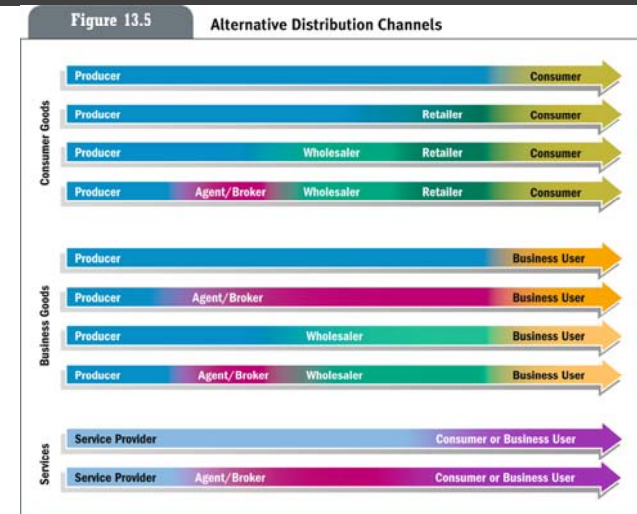 Figure 13.5
Alternative Distribution Channels
Consumer Goods
Producer Consumer
Producer Retailer Consumer
Producer Wholesaler Retailer Consumer
Producer Agent/Broker Wholesaler Retailer Consumer
Business Goods
Producer Business User
Producer Agent/Broker Business User
Producer Wholesaler Business User
Producer Agent/Broker Wholesaler Business User
Services
Service Provider Consumer or Business User
Service Provider Agent/Broker Consumer or Business User